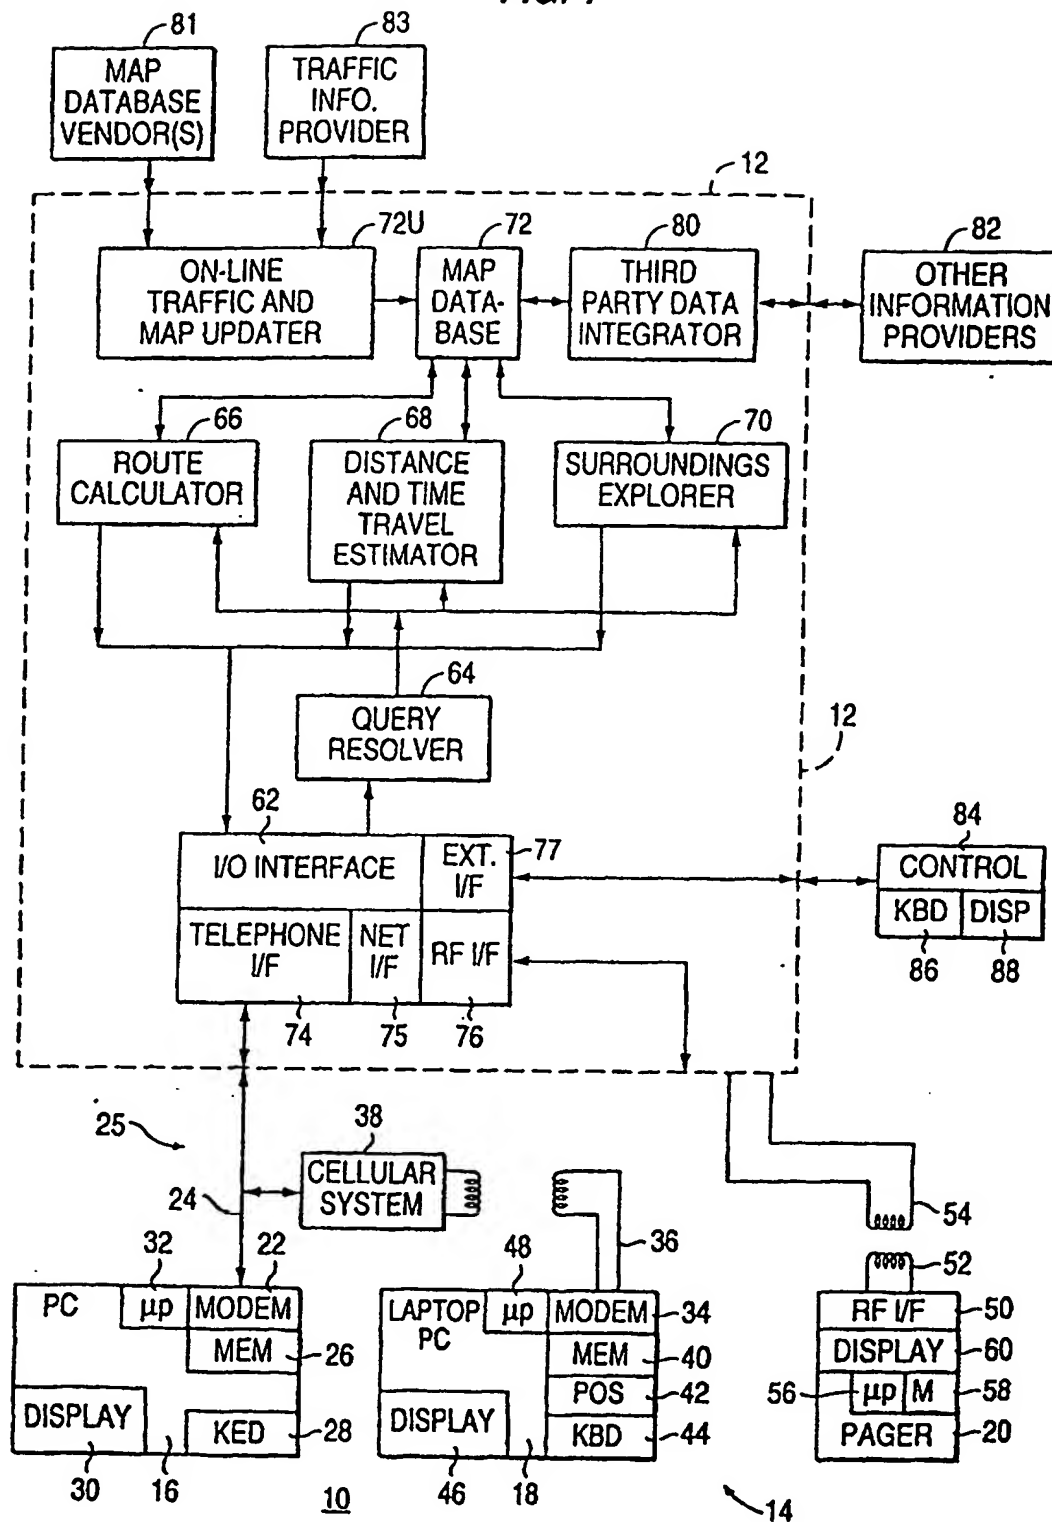 81
83
MAP
DATABASE
VENDOR(S)
TRAFFIC
INFO.
PROVIDER
12
72U
72
80
82
ON-LINE
TRAFFIC AND
MAP UPDATER
MAP
DATA-
BASE
THIRD
PARTY DATA
INTEGRATOR
OTHER
INFORMATION
PROVIDERS
66
68
70
ROUTE
CALCULATOR
DISTANCE
AND TIME
TRAVEL
ESTIMATOR
SURROUNDINGS
EXPLORER
64
QUERY
RESOLVER
12
62
I/O INTERFACE
EXT.
I/F
77
84
CONTROL
KBD
DISP
86
88
TELEPHONE
I/F
NET
I/F
RF I/F
74
75
76
25
38
CELLULAR
SYSTEM
24
36
54
52
32
22
48
PC
µp
MODEM
MEM
26
DISPLAY
KED
28
30
16
LAPTOP
PC
µp
MODEM
34
MEM
40
POS
42
DISPLAY
KBD
44
46
18
RF I/F
50
DISPLAY
60
56
µp
M
58
PAGER
20
10
14